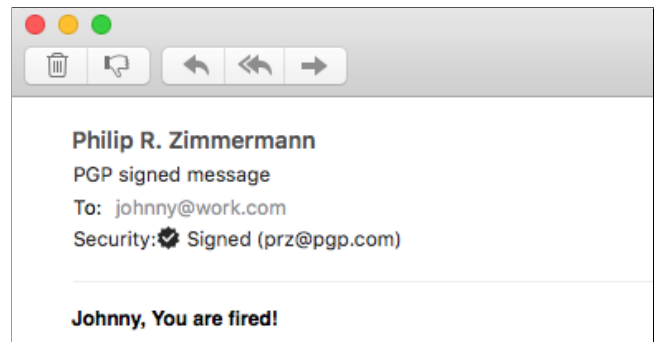 Philip R. Zimmermann
PGP signed message
To: johnny@work.com
Security: Signed (prz@pgp.com)
Johnny, You are fired!